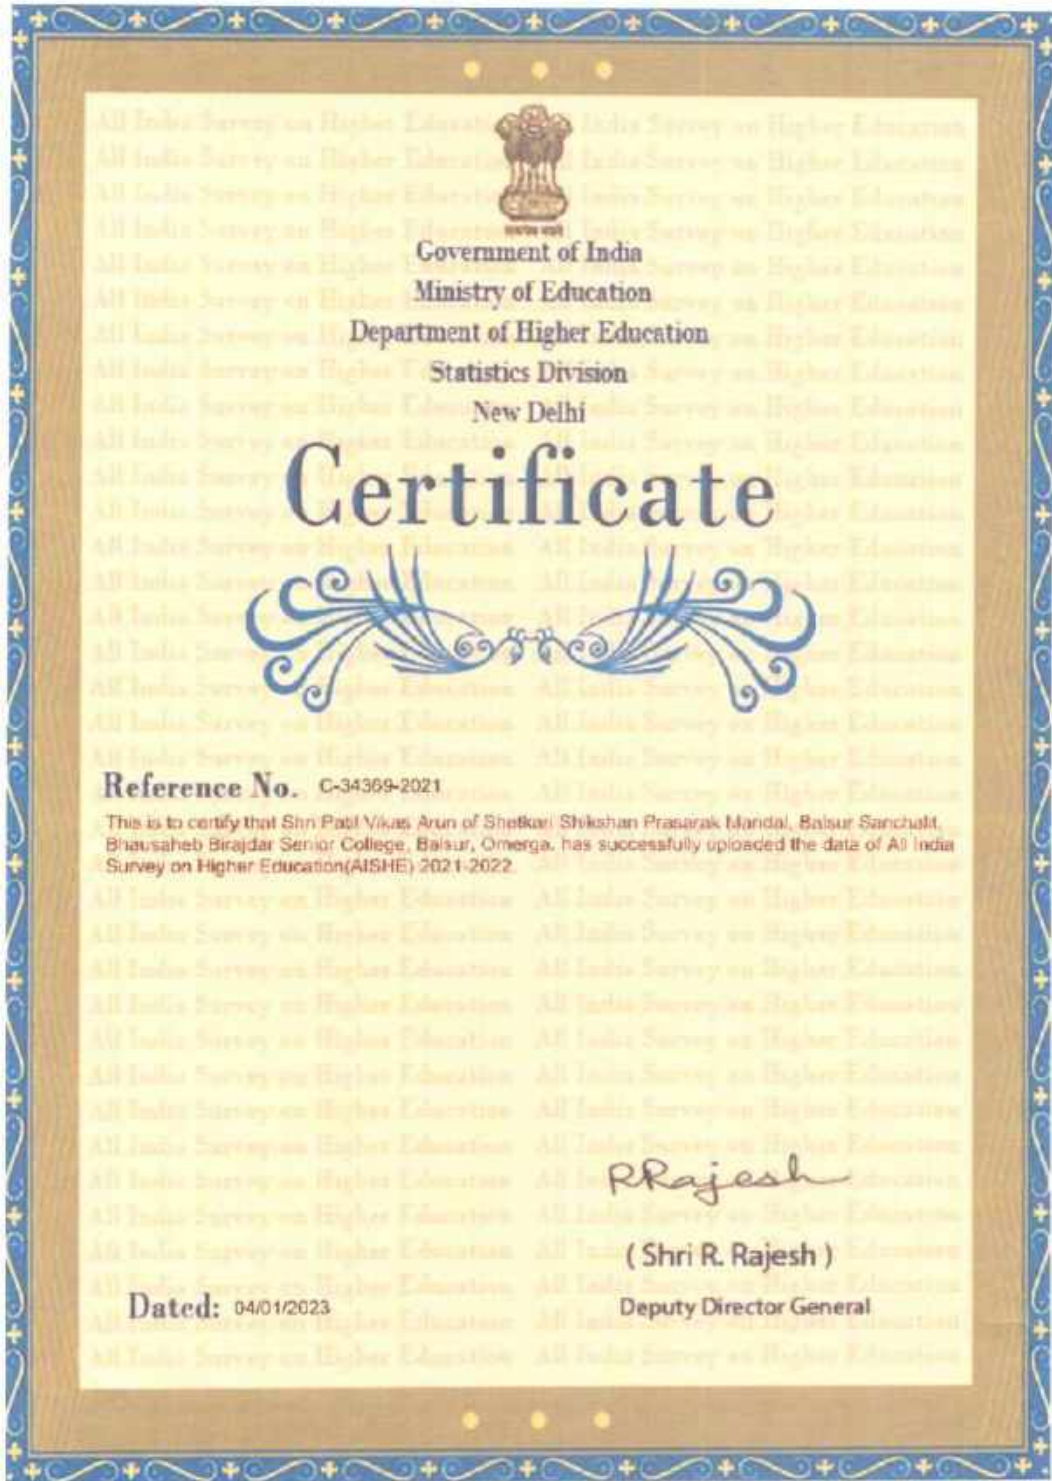 Government of India
Ministry of Education
Department of Higher Education
Statistics Division
New Delhi
Certificate
Reference No. C-34369-2021
This is to certify that Shri Patil Vikas Arun of Shetkari Shikshan Prasarak Mandal, Balsur Sanchalit,
Bhausaheb Birajdar Senior College, Balsur, Omerga. has successfully uploaded the data of All India
Survey on Higher Education(AISHE) 2021-2022.
RRajesh
( Shri R. Rajesh )
Dated: 04/01/2023
Deputy Director General